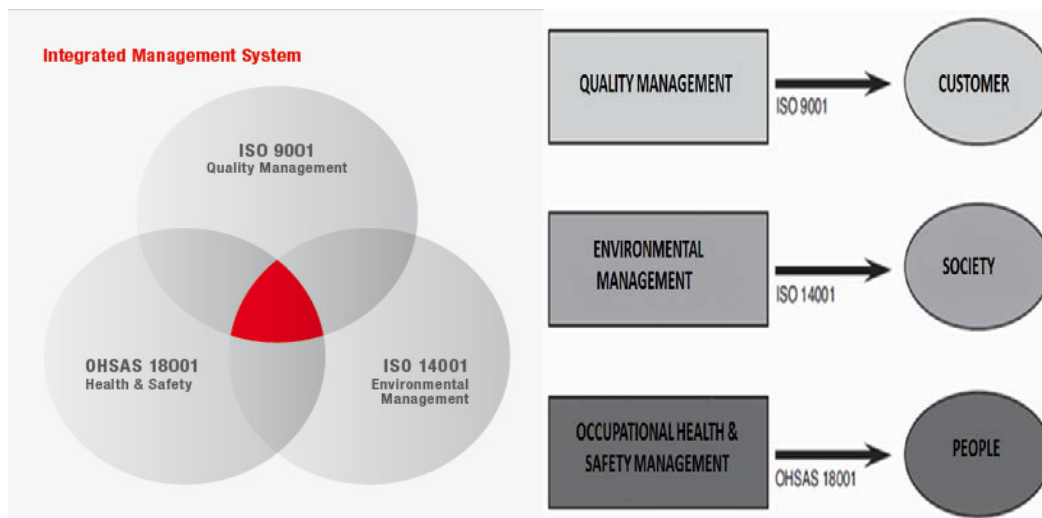 Integrated Management System
ISO 9001
Quality Management
OHSAS 18001
Health & Safety
ISO 14001
Environmental
Management
QUALITY MANAGEMENT
ISO 9001
CUSTOMER
ENVIRONMENTAL
MANAGEMENT
ISO 14001
SOCIETY
OCCUPATIONAL HEALTH &
SAFETY MANAGEMENT
OHSAS 18001
PEOPLE